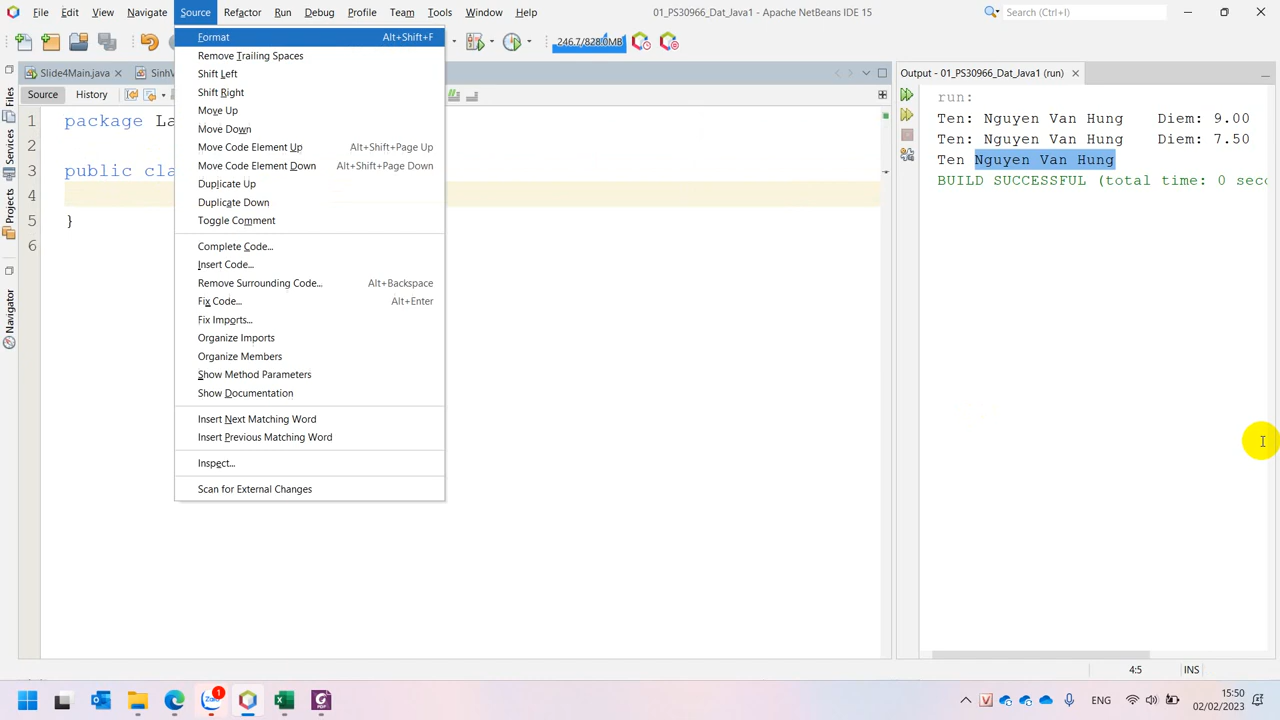 File Edit View Navigate Source Refactor Run Debug Profile Team Tools Window Help 01_PS30966_Dat_Java1 - Apache NetBeans IDE 15 Search (Ctrl+I)
246.7/828.0MB
Slide4Main.java
Output - 01_PS30966_Dat_Java1 (run)
Source History
Files
Services
Projects
Navigator
1 package
2
3 public
4
5 }
6
Format Alt+Shift+F
Remove Trailing Spaces
Shift Left
Shift Right
Move Up
Move Down
Move Code Element Up Alt+Shift+Page Up
Move Code Element Down Alt+Shift+Page Down
Duplicate Up
Duplicate Down
Toggle Comment
Complete Code...
Insert Code...
Remove Surrounding Code... Alt+Backspace
Fix Code... Alt+Enter
Fix Imports...
Organize Imports
Organize Members
Show Method Parameters
Show Documentation
Insert Next Matching Word
Insert Previous Matching Word
Inspect...
Scan for External Changes
run:
Ten: Nguyen Van Hung Diem: 9.00
Ten: Nguyen Van Hung Diem: 7.50
Ten Nguyen Van Hung
BUILD SUCCESSFUL (total time: 0 seco
4:5 INS
Zalo 1
PDF
ENG
15:50
02/02/2023